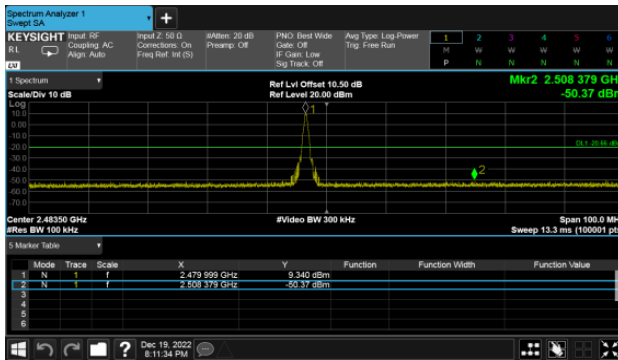 Spectrum Analyzer 1
Swept SA
+
KEYSIGHT Input: RF Input Z: 50 Ω #Atten: 20 dB PNO: Best Wide Avg Type: Log-Power 1 2 3 4 5 6
RL Coupling: AC Corrections: On Preamp: Off Gate: Off Trig: Free Run M W W W W W
Align: Auto Freq Ref: Int (S) IF Gain: Low P N N N N N
LXI Sig Track: Off
1 Spectrum Ref Lvl Offset 10.50 dB Mkr2 2.508 379 GH
Scale/Div 10 dB Ref Level 20.00 dBm -50.37 dBr
Log
10.0
0.00
-10.0
-20.0
-30.0
-40.0
-50.0
-60.0
-70.0
1
DL1 -20.66 dB
2
Center 2.48350 GHz #Video BW 300 kHz Span 100.0 MH
#Res BW 100 kHz Sweep 13.3 ms (100001 pts
5 Marker Table
Mode Trace Scale X Y Function Function Width Function Value
1 N 1 f 2.479 999 GHz 9.340 dBm
2 N 1 f 2.508 379 GHz -50.37 dBm
3
4
5
6
? Dec 19, 2022
8:11:34 PM